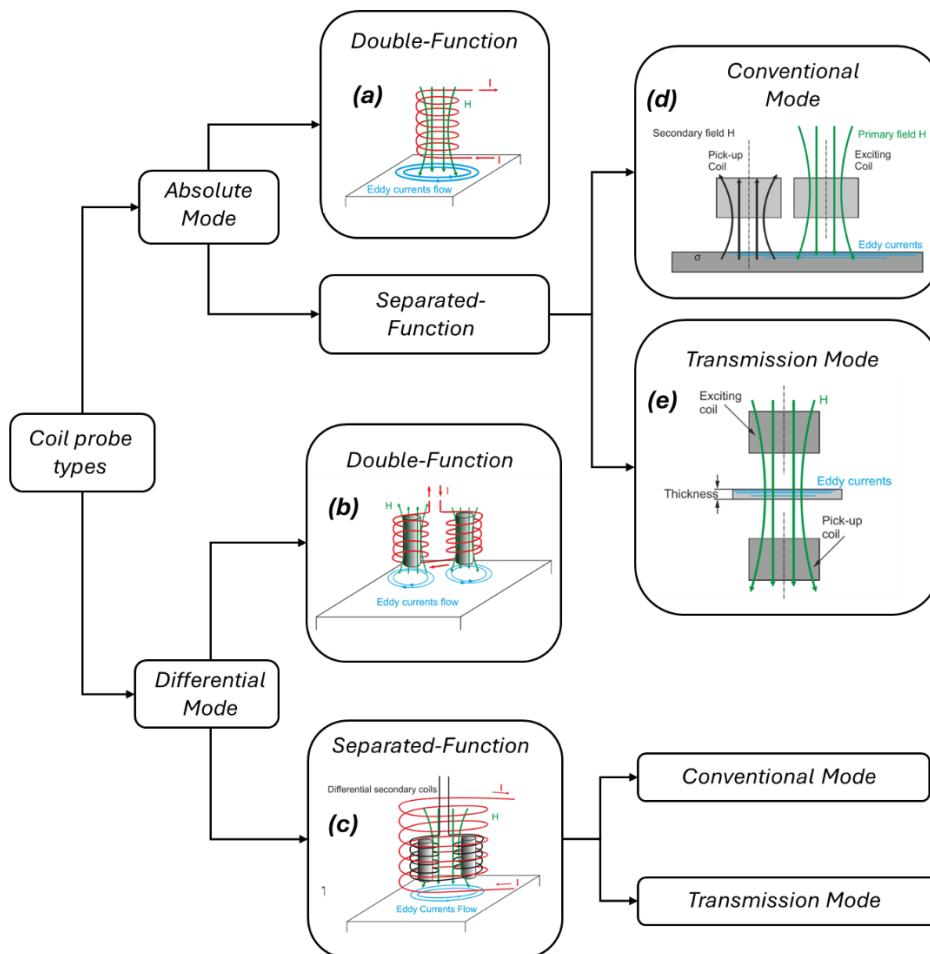 Coil probe
types
Absolute
Mode
Double-Function
(a)
I
H
I
Eddy currents flow
Separated-
Function
Conventional
Mode
(d)
Secondary field H
Primary field H
Pick-up
Coil
Exciting
Coil
Eddy currents
σ
Transmission Mode
(e)
Exciting
coil
H
Eddy currents
Thickness
Pick-up
coil
Differential
Mode
Double-Function
(b)
I
H
Eddy currents flow
Separated-Function
Differential secondary coils
I
(c)
H
I
Eddy Currents Flow
Conventional Mode
Transmission Mode